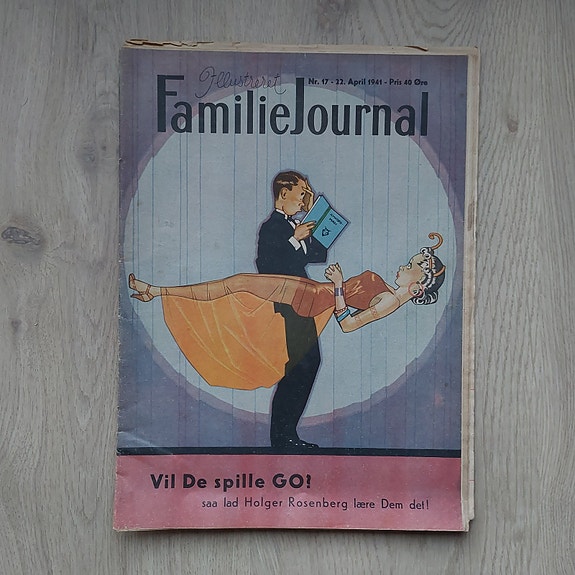 Illustreret
Nr. 17 - 22. April 1941 - Pris 40 Øre
FamilieJournal
Vil De spille GO?
saa lad Holger Rosenberg lære Dem det!